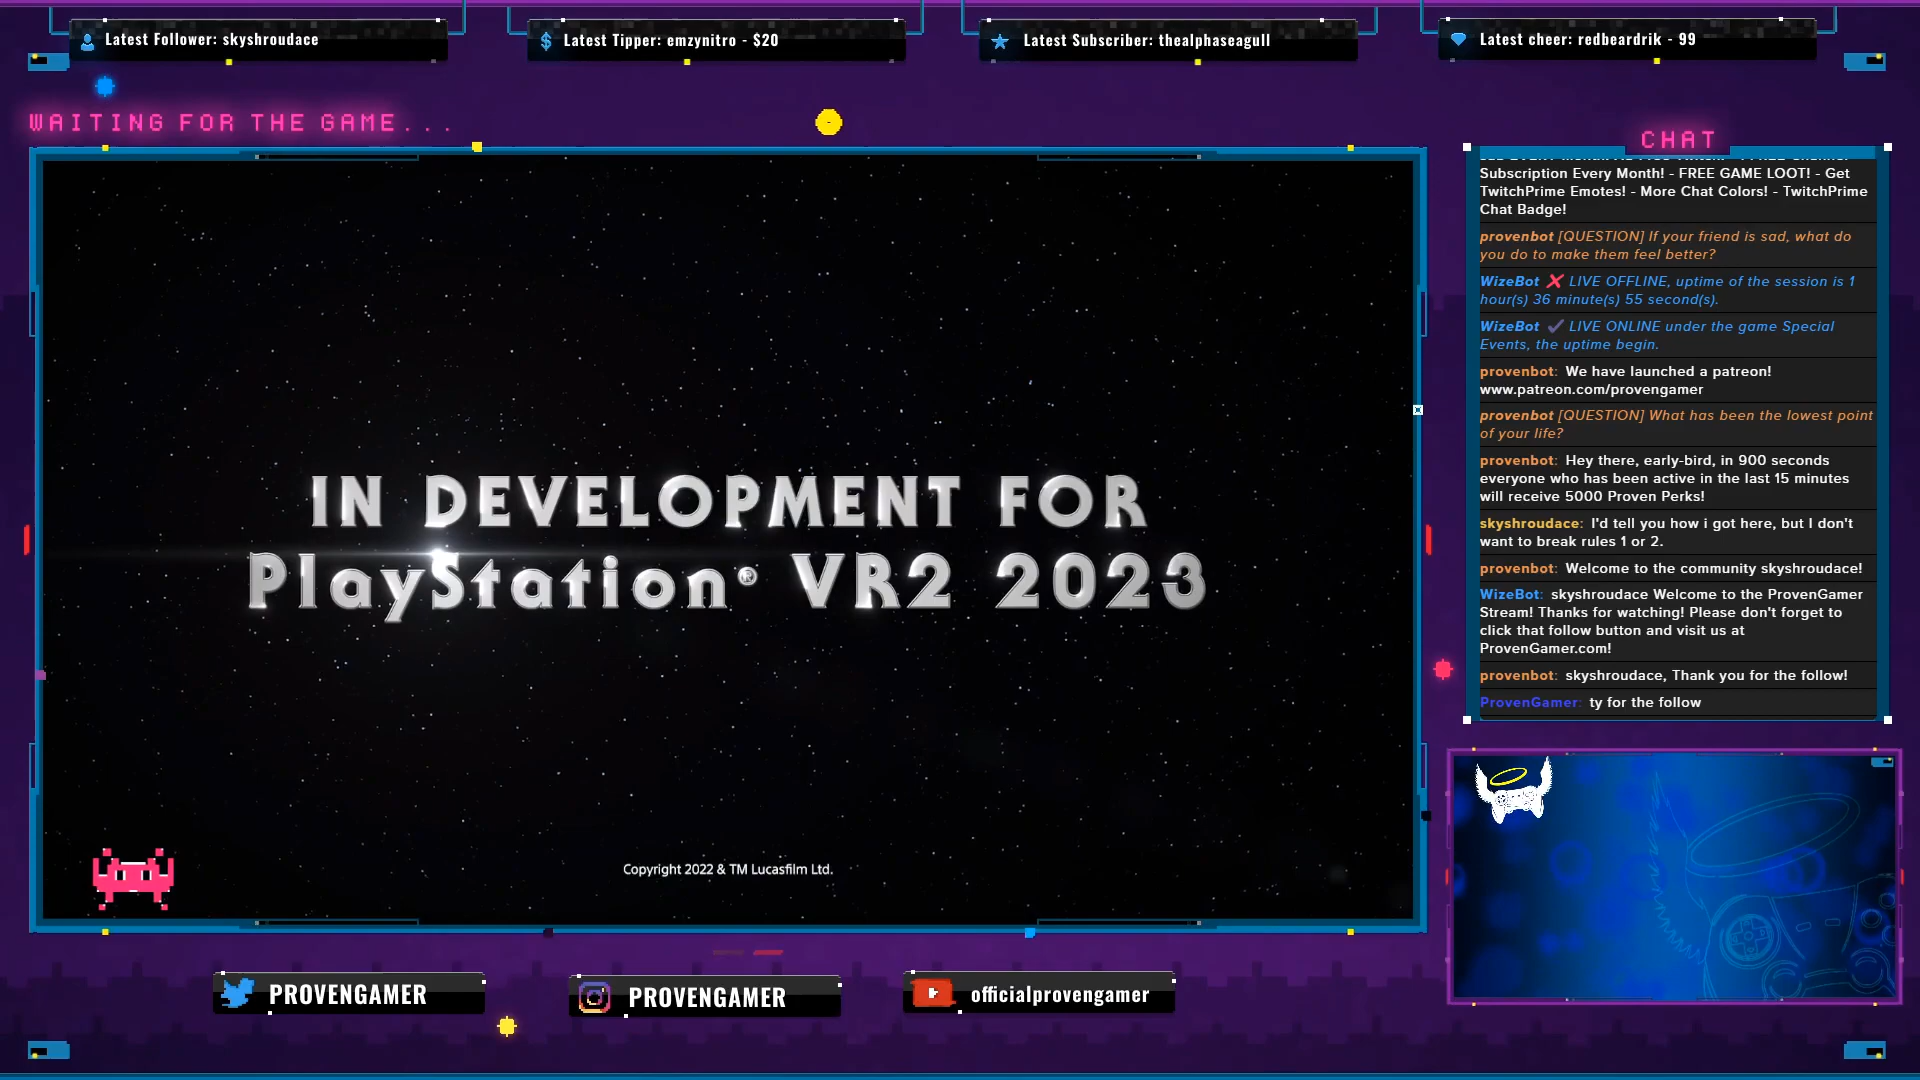 Latest Follower: skyshroudace
Latest Tipper: emzynitro - $20
Latest Subscriber: thealphaseagull
Latest cheer: redbeardrik - 99
WAITING FOR THE GAME...
IN DEVELOPMENT FOR
PlayStation® VR2 2023
Copyright 2022 & TM Lucasfilm Ltd.
CHAT
Subscription Every Month! - FREE GAME LOOT! - Get
TwitchPrime Emotes! - More Chat Colors! - TwitchPrime
Chat Badge!
provenbot [QUESTION] If your friend is sad, what do
you do to make them feel better?
WizeBot ❌ LIVE OFFLINE, uptime of the session is 1
hour(s) 36 minute(s) 55 second(s).
WizeBot ✔ LIVE ONLINE under the game Special
Events, the uptime begin.
provenbot: We have launched a patreon!
www.patreon.com/provengamer
provenbot [QUESTION] What has been the lowest point
of your life?
provenbot: Hey there, early-bird, in 900 seconds
everyone who has been active in the last 15 minutes
will receive 5000 Proven Perks!
skyshroudace: I'd tell you how i got here, but I don't
want to break rules 1 or 2.
provenbot: Welcome to the community skyshroudace!
WizeBot: skyshroudace Welcome to the ProvenGamer
Stream! Thanks for watching! Please don't forget to
click that follow button and visit us at
ProvenGamer.com!
provenbot: skyshroudace, Thank you for the follow!
ProvenGamer: ty for the follow
PROVENGAMER
PROVENGAMER
officialprovengamer